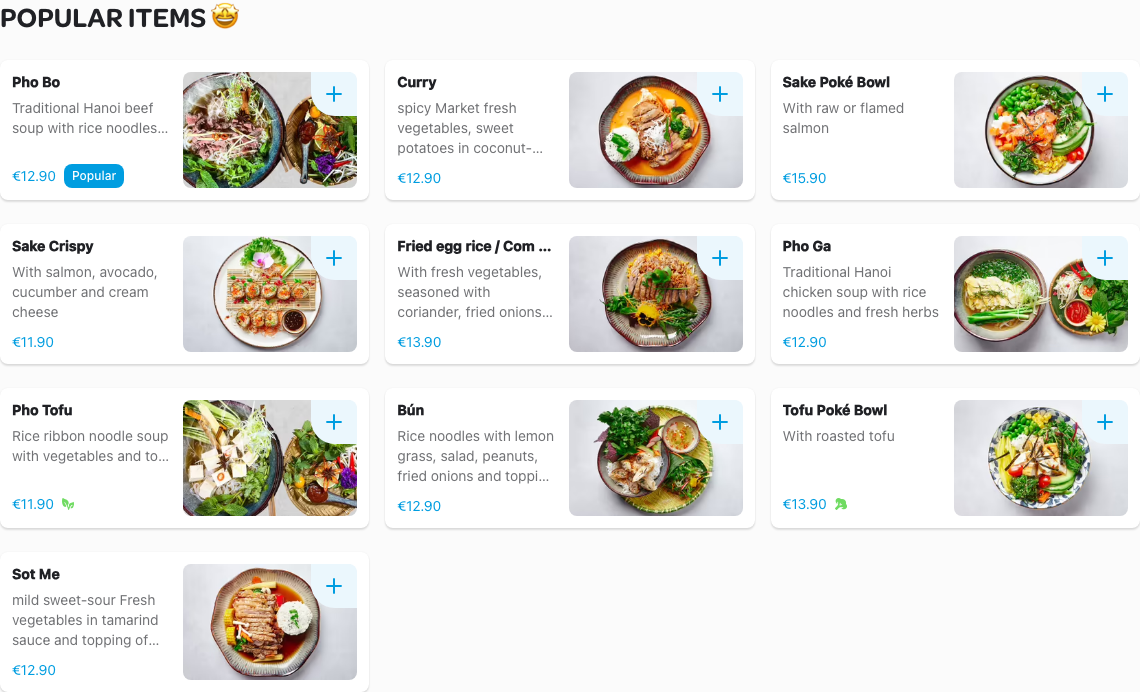 POPULAR ITEMS 🤩
Pho Bo
Traditional Hanoi beef
soup with rice noodles...
€12.90 Popular
Curry
spicy Market fresh
vegetables, sweet
potatoes in coconut-...
€12.90
Sake Poké Bowl
With raw or flamed
salmon
€15.90
Sake Crispy
With salmon, avocado,
cucumber and cream
cheese
€11.90
Fried egg rice / Com ...
With fresh vegetables,
seasoned with
coriander, fried onions...
€13.90
Pho Ga
Traditional Hanoi
chicken soup with rice
noodles and fresh herbs
€12.90
Pho Tofu
Rice ribbon noodle soup
with vegetables and to...
€11.90
Bún
Rice noodles with lemon
grass, salad, peanuts,
fried onions and toppi...
€12.90
Tofu Poké Bowl
With roasted tofu
€13.90
Sot Me
mild sweet-sour Fresh
vegetables in tamarind
sauce and topping of...
€12.90